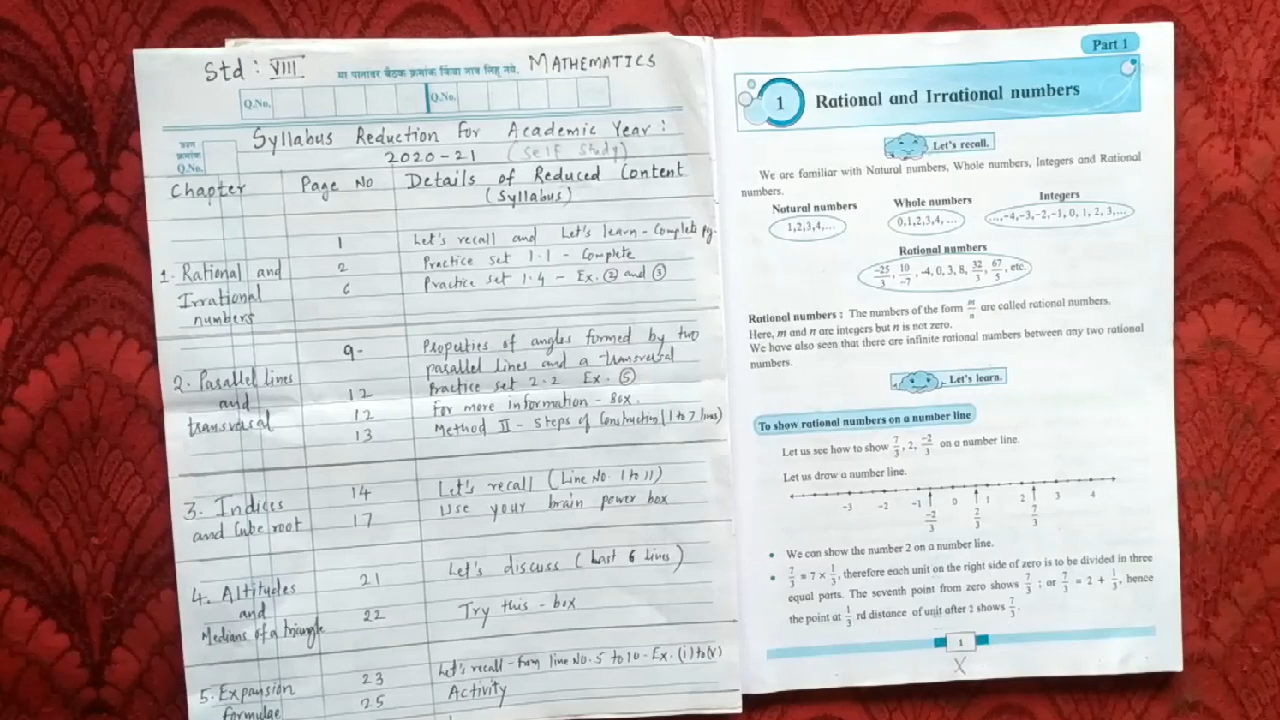 Std : VIII या पानावर बैठक क्रमांक किंवा नाव लिहू नये. MATHEMATICS
Q.No. Q.No.
प्रश्न
क्रमांक
Q.No.
Syllabus Reduction for Academic Year :
2020-21 (Self Study)
Chapter Page No Details of Reduced Content
(Syllabus)
1. Rational and
Irrational
numbers
1 Let's recall and Let's learn - Complete pg.
2 Practice set 1.1 - Complete
6 Practice set 1.4 - Ex. ② and ③
2. Parallel lines
and
transversal
9- Properties of angles formed by two
parallel lines and a transversal
12 Practice set 2.2 Ex. ⑤
12 For more information - Box.
13 Method II - Steps of Construction (1 to 7 lines)
3. Indices
and Cube root
14 Let's recall (Line No. 1 to 11)
17 Use your brain power box
4. Altitudes
and
Medians of a triangle
21 Let's discuss (Last 6 Lines)
22 Try this - box
5. Expansion
formulae
23 Let's recall - from line No. 5 to 10 - Ex. (i) to (v)
25 Activity
Part 1
1 Rational and Irrational numbers
Let's recall.
We are familiar with Natural numbers, Whole numbers, Integers and Rational
numbers.
Natural numbers Whole numbers Integers
1,2,3,4,... 0,1,2,3,4, ... ...,-4,-3,-2,-1, 0, 1, 2, 3,...
Rational numbers
-25/3, 10/-7, -4, 0, 3, 8, 32/3, 67/5, etc.
Rational numbers : The numbers of the form m/n are called rational numbers.
Here, m and n are integers but n is not zero.
We have also seen that there are infinite rational numbers between any two rational
numbers.
Let's learn.
To show rational numbers on a number line
Let us see how to show 7/3, 2, -2/3 on a number line.
Let us draw a number line.
-3 -2 -1 0 1 2 3 4
-2/3 2/3 7/3
• We can show the number 2 on a number line.
• 7/3 = 7 × 1/3, therefore each unit on the right side of zero is to be divided in three
equal parts. The seventh point from zero shows 7/3 ; or 7/3 = 2 + 1/3, hence
the point at 1/3 rd distance of unit after 2 shows 7/3.
1
X